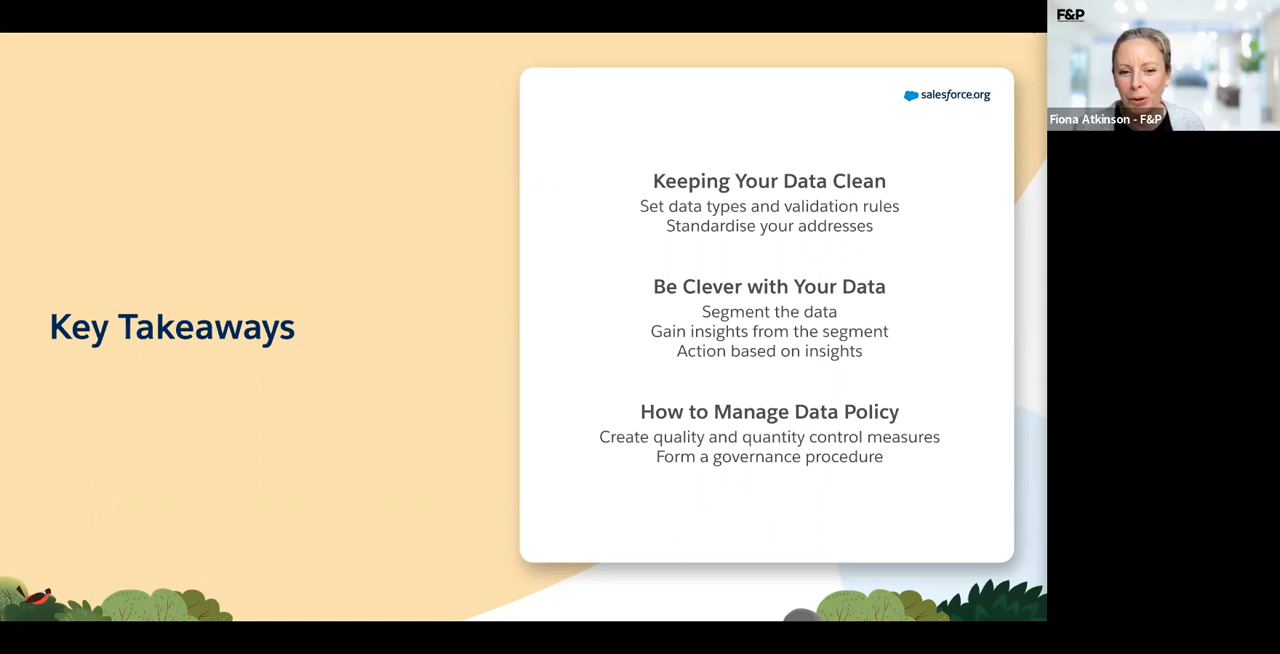 Key Takeaways
salesforce.org
Keeping Your Data Clean
Set data types and validation rules
Standardise your addresses
Be Clever with Your Data
Segment the data
Gain insights from the segment
Action based on insights
How to Manage Data Policy
Create quality and quantity control measures
Form a governance procedure
F&P
Fiona Atkinson - F&P